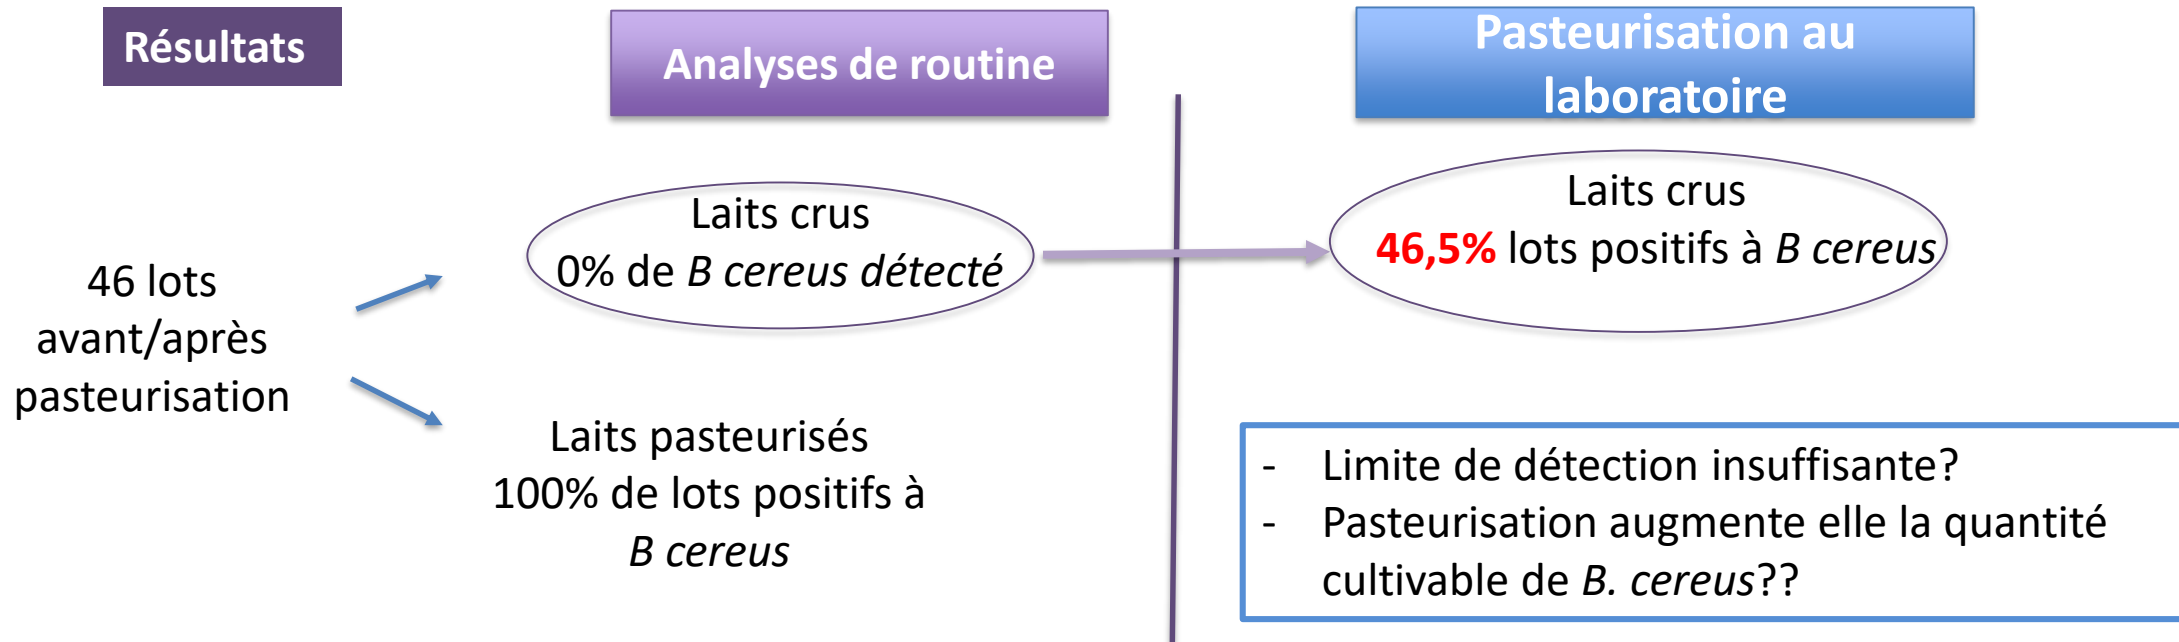 Résultats
Analyses de routine
Pasteurisation au
laboratoire
46 lots
avant/après
pasteurisation
Laits crus
0% de B cereus détecté
Laits pasteurisés
100% de lots positifs à
B cereus
Laits crus
46,5% lots positifs à B cereus
- Limite de détection insuffisante?
- Pasteurisation augmente elle la quantité
cultivable de B. cereus??